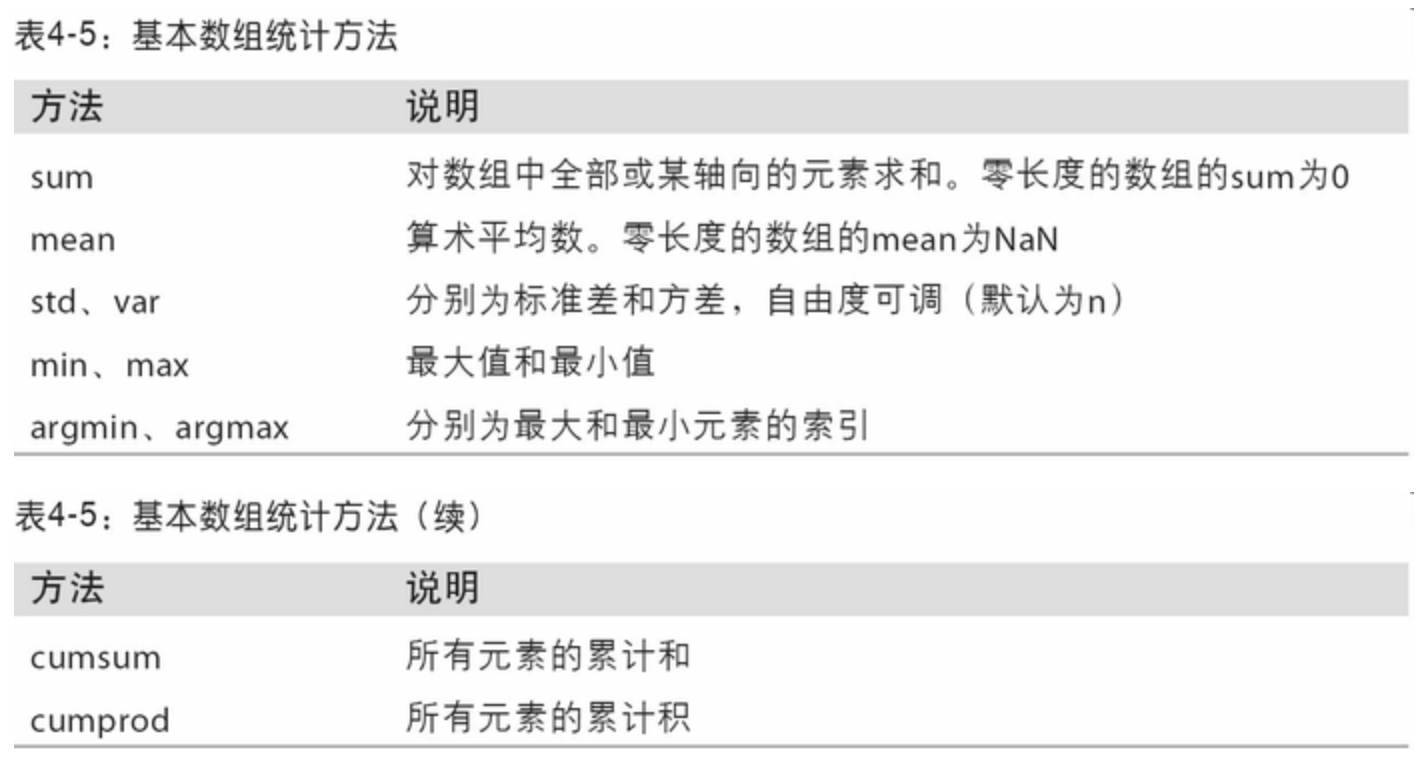 表4-5：基本数组统计方法
方法 说明
sum 对数组中全部或某轴向的元素求和。零长度的数组的sum为0
mean 算术平均数。零长度的数组的mean为NaN
std、var 分别为标准差和方差，自由度可调（默认为n）
min、max 最大值和最小值
argmin、argmax 分别为最大和最小元素的索引
表4-5：基本数组统计方法（续）
方法 说明
cumsum 所有元素的累计和
cumprod 所有元素的累计积